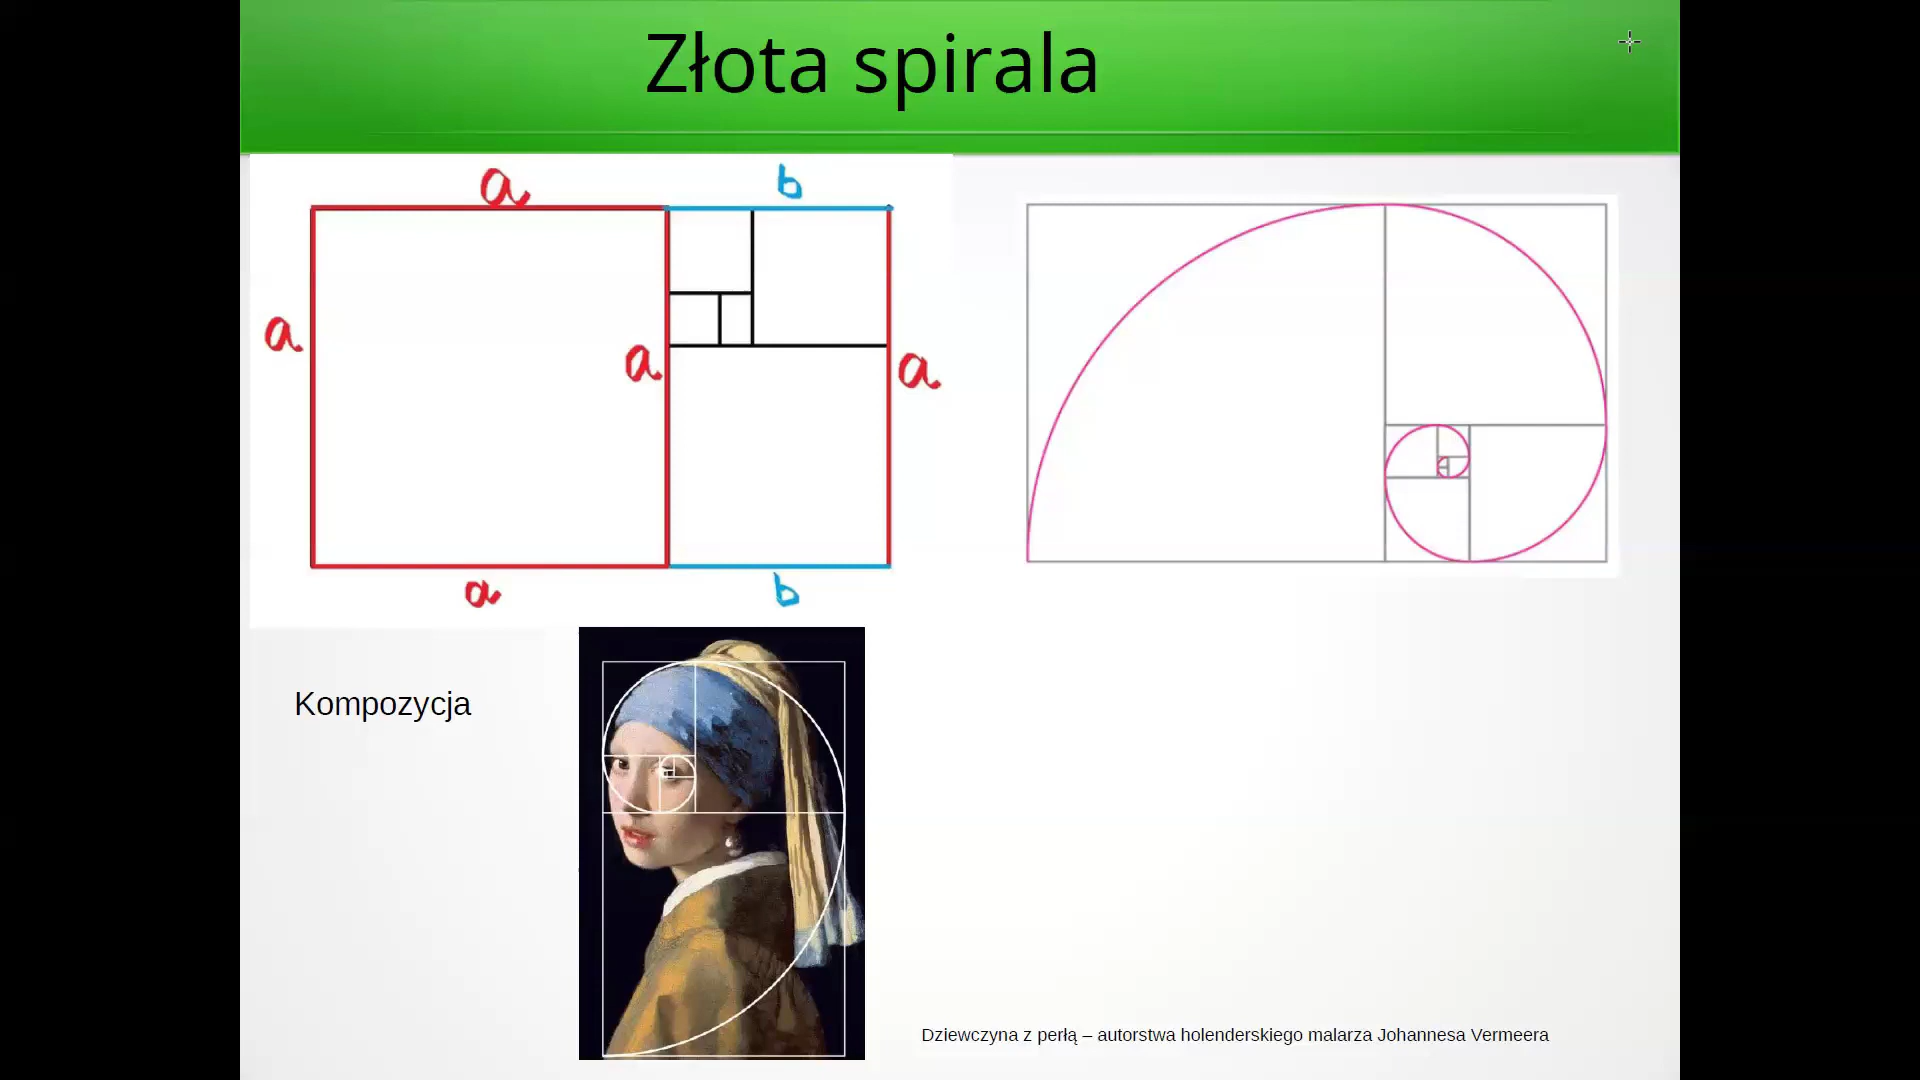 Złota spirala
a
b
a
a
a
a
b
Kompozycja
Dziewczyna z perłą – autorstwa holenderskiego malarza Johannesa Vermeera